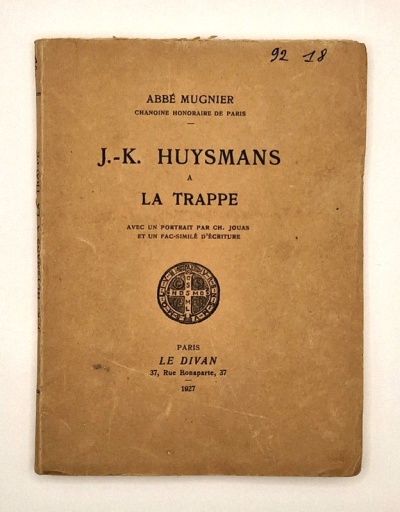 92 18
ABBÉ MUGNIER
CHANOINE HONORAIRE DE PARIS
J.-K. HUYSMANS
A
LA TRAPPE
AVEC UN PORTRAIT PAR CH. JOUAS
ET UN FAC-SIMILÉ D'ÉCRITURE
PARIS
LE DIVAN
37, Rue Bonaparte, 37
1927